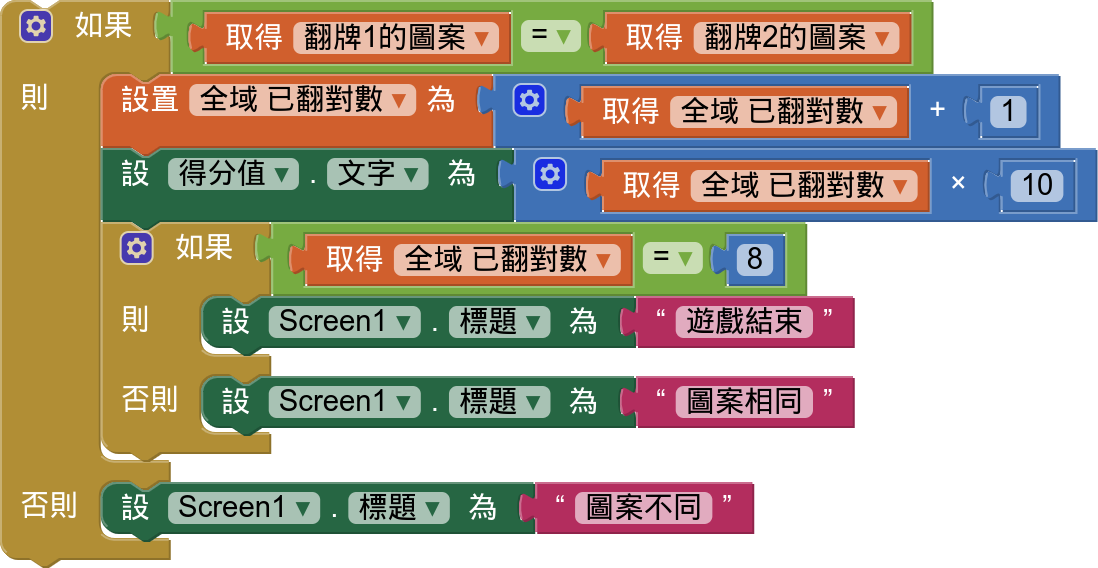 如果 取得 翻牌1的圖案 = 取得 翻牌2的圖案
則 設置 全域 已翻對數 為 取得 全域 已翻對數 + 1
設 得分值 . 文字 為 取得 全域 已翻對數 × 10
如果 取得 全域 已翻對數 = 8
則 設 Screen1 . 標題 為 “ 遊戲結束 ”
否則 設 Screen1 . 標題 為 “ 圖案相同 ”
否則 設 Screen1 . 標題 為 “ 圖案不同 ”